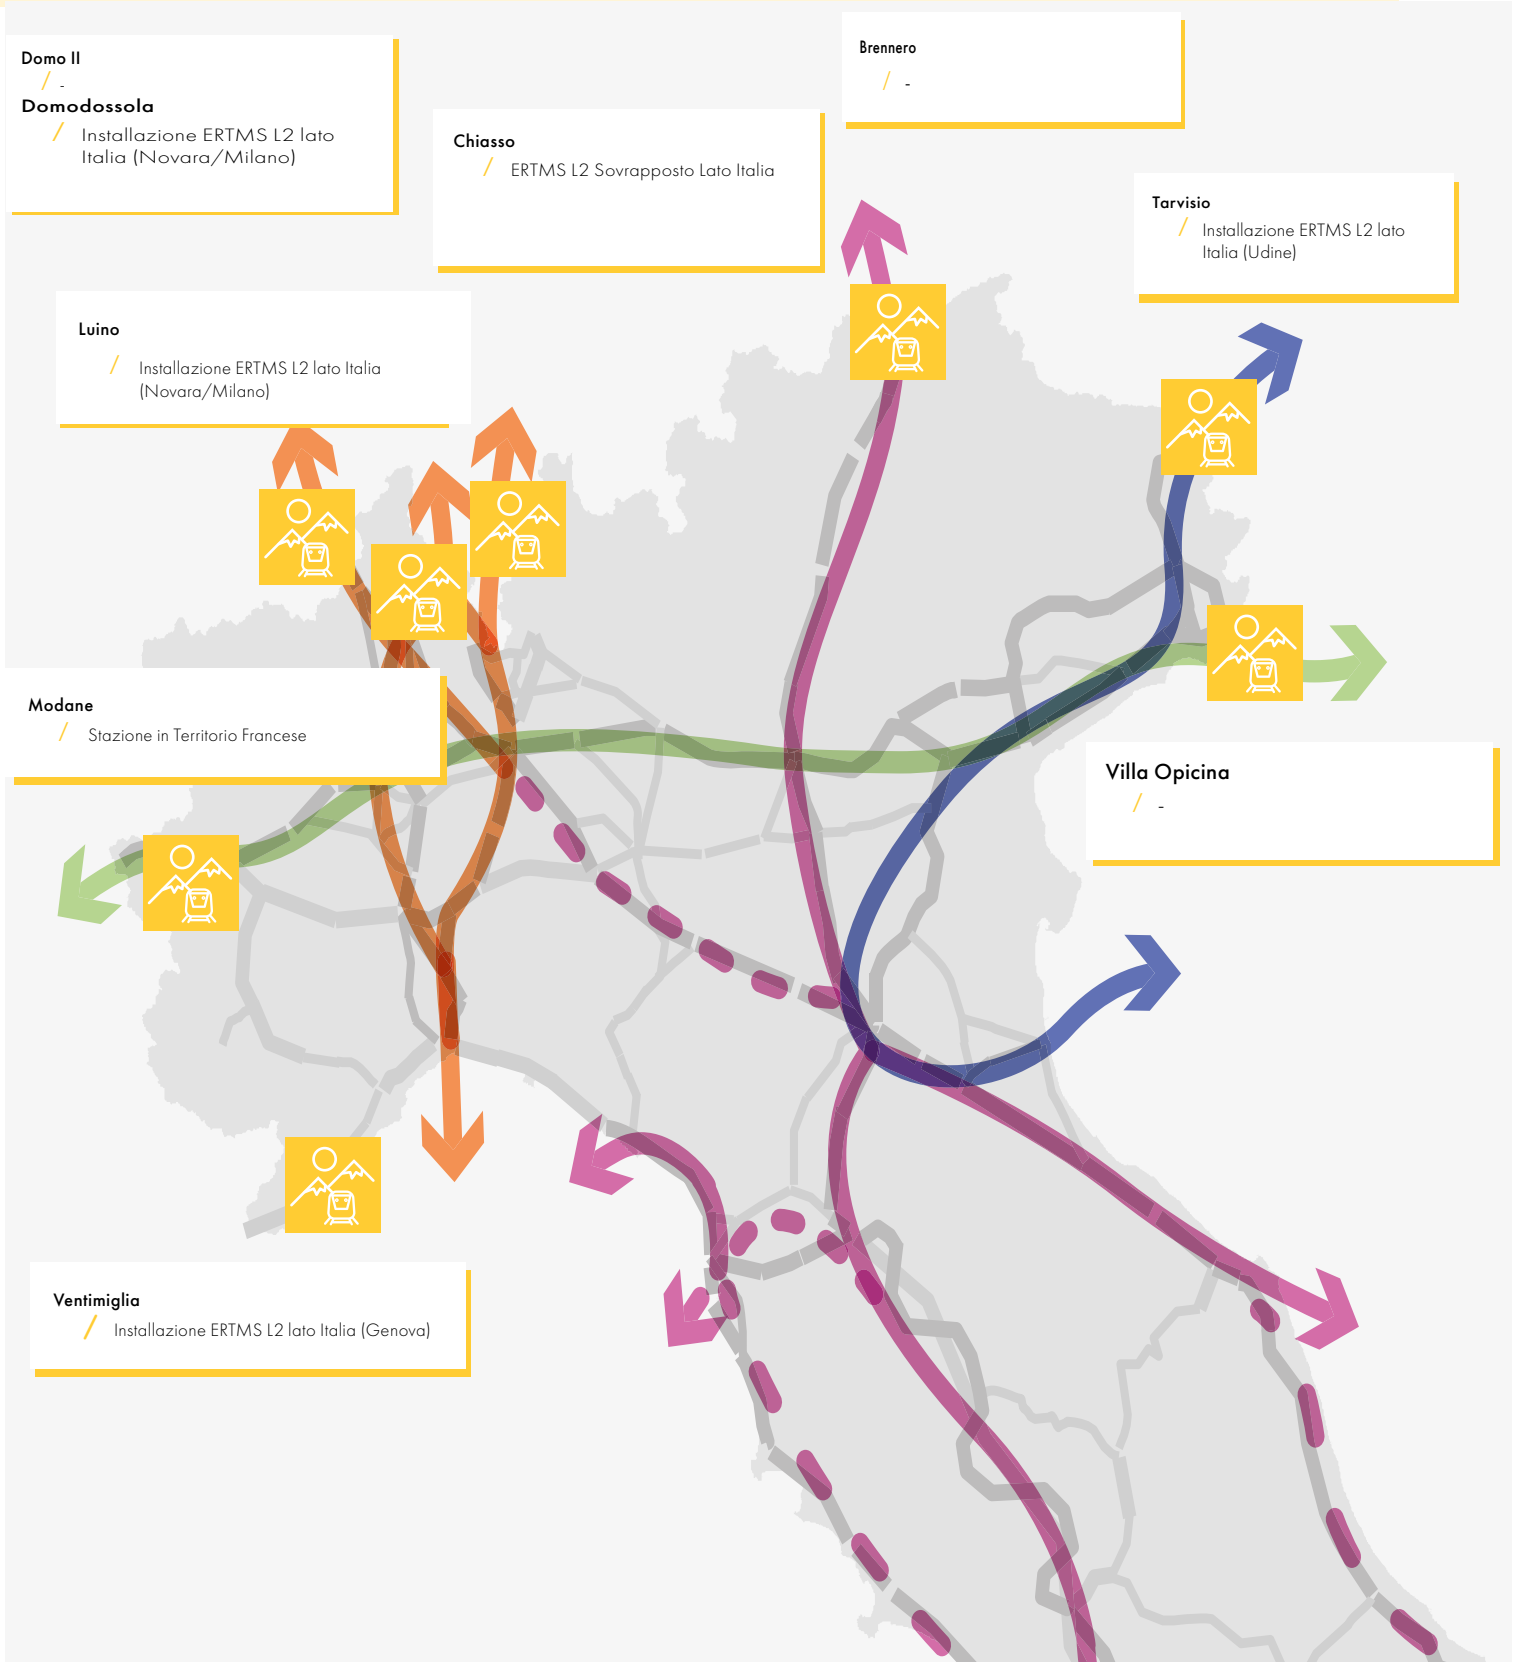 Domo II
/ -
Domodossola
/ Installazione ERTMS L2 lato
Italia (Novara/Milano)
Chiasso
/ ERTMS L2 Sovrapposto Lato Italia
Brennero
/ -
Tarvisio
/ Installazione ERTMS L2 lato
Italia (Udine)
Luino
/ Installazione ERTMS L2 lato Italia
(Novara/Milano)
Modane
/ Stazione in Territorio Francese
Villa Opicina
/ -
Ventimiglia
/ Installazione ERTMS L2 lato Italia (Genova)